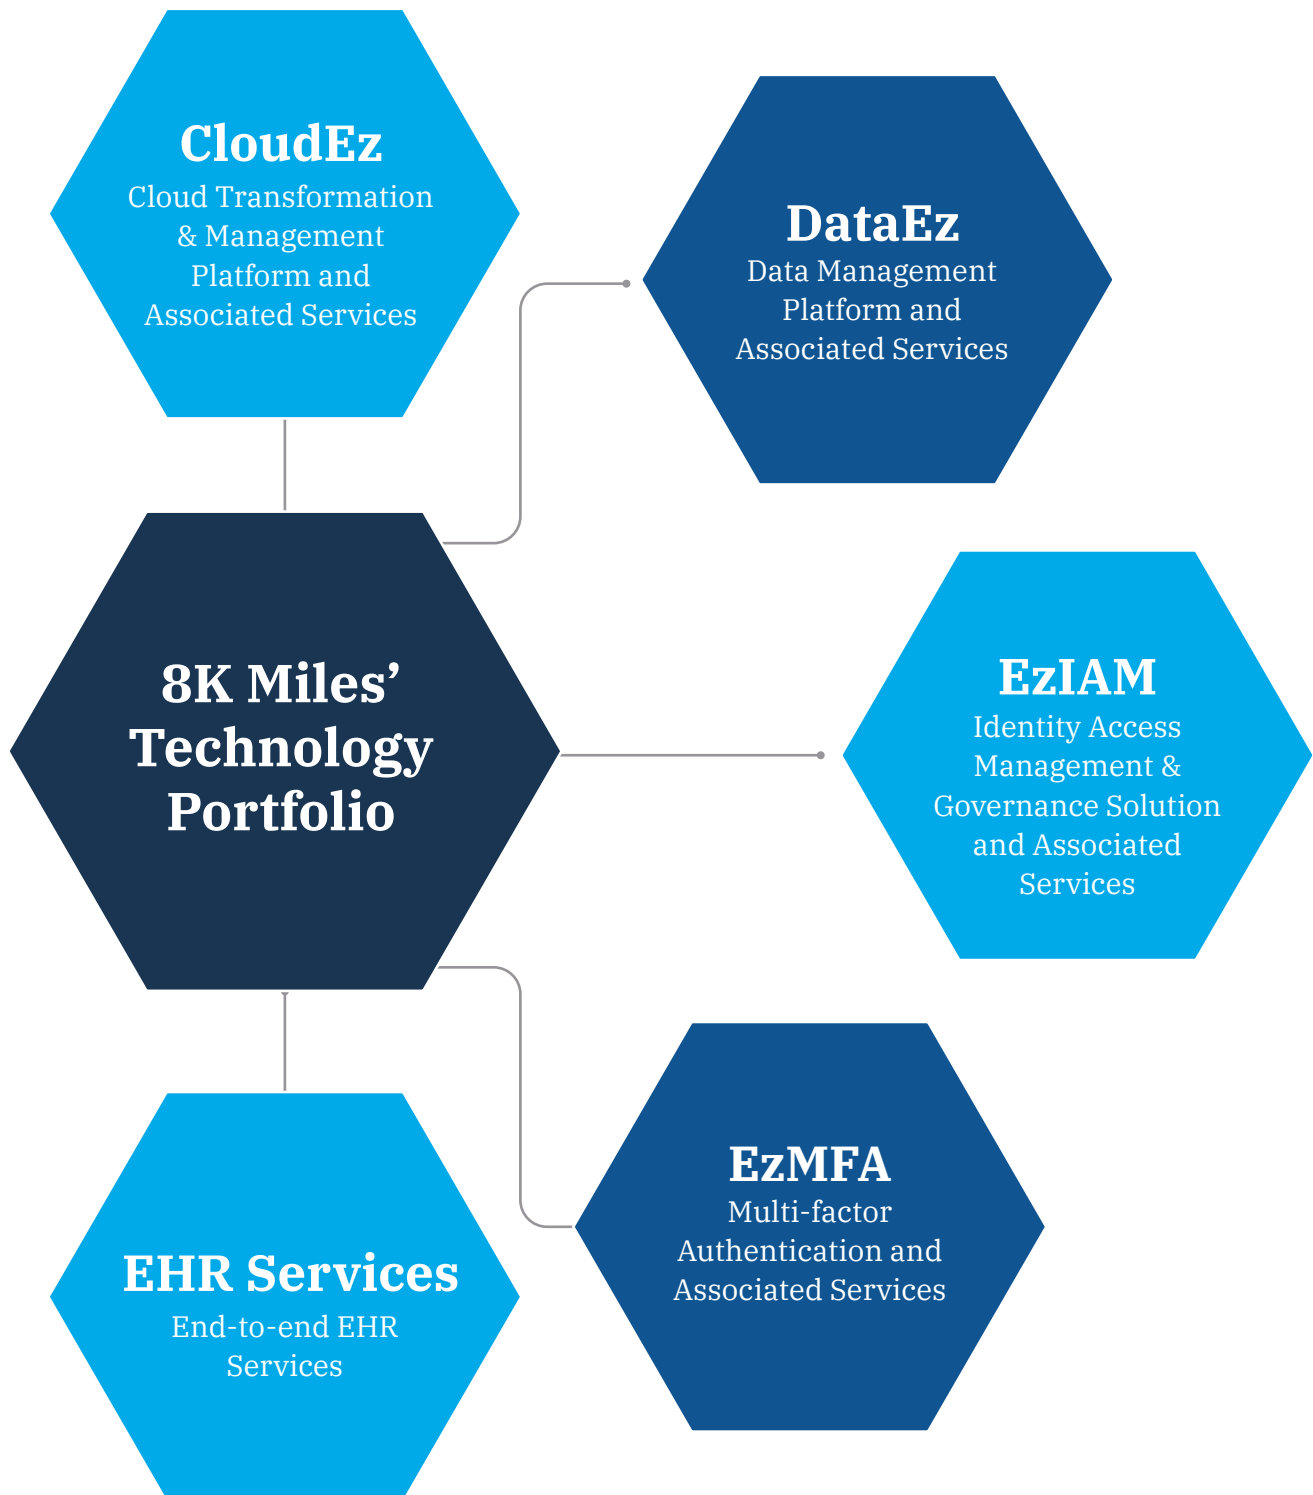 CloudEz
Cloud Transformation
& Management
Platform and
Associated Services
DataEz
Data Management
Platform and
Associated Services
8K Miles’
Technology
Portfolio
EzIAM
Identity Access
Management &
Governance Solution
and Associated
Services
EzMFA
Multi-factor
Authentication and
Associated Services
EHR Services
End-to-end EHR
Services